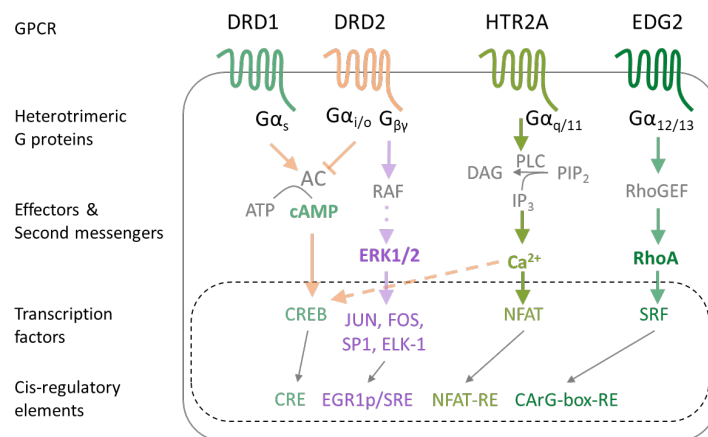 GPCR
DRD1
DRD2
HTR2A
EDG2
Heterotrimeric
G proteins
Gαs
Gαi/o
Gβγ
Gαq/11
Gα12/13
Effectors &
Second messengers
AC
ATP
cAMP
RAF
ERK1/2
DAG
PLC
PIP2
IP3
Ca2+
RhoGEF
RhoA
Transcription
factors
CREB
JUN, FOS,
SP1, ELK-1
NFAT
SRF
Cis-regulatory
elements
CRE
EGR1p/SRE
NFAT-RE
CArG-box-RE